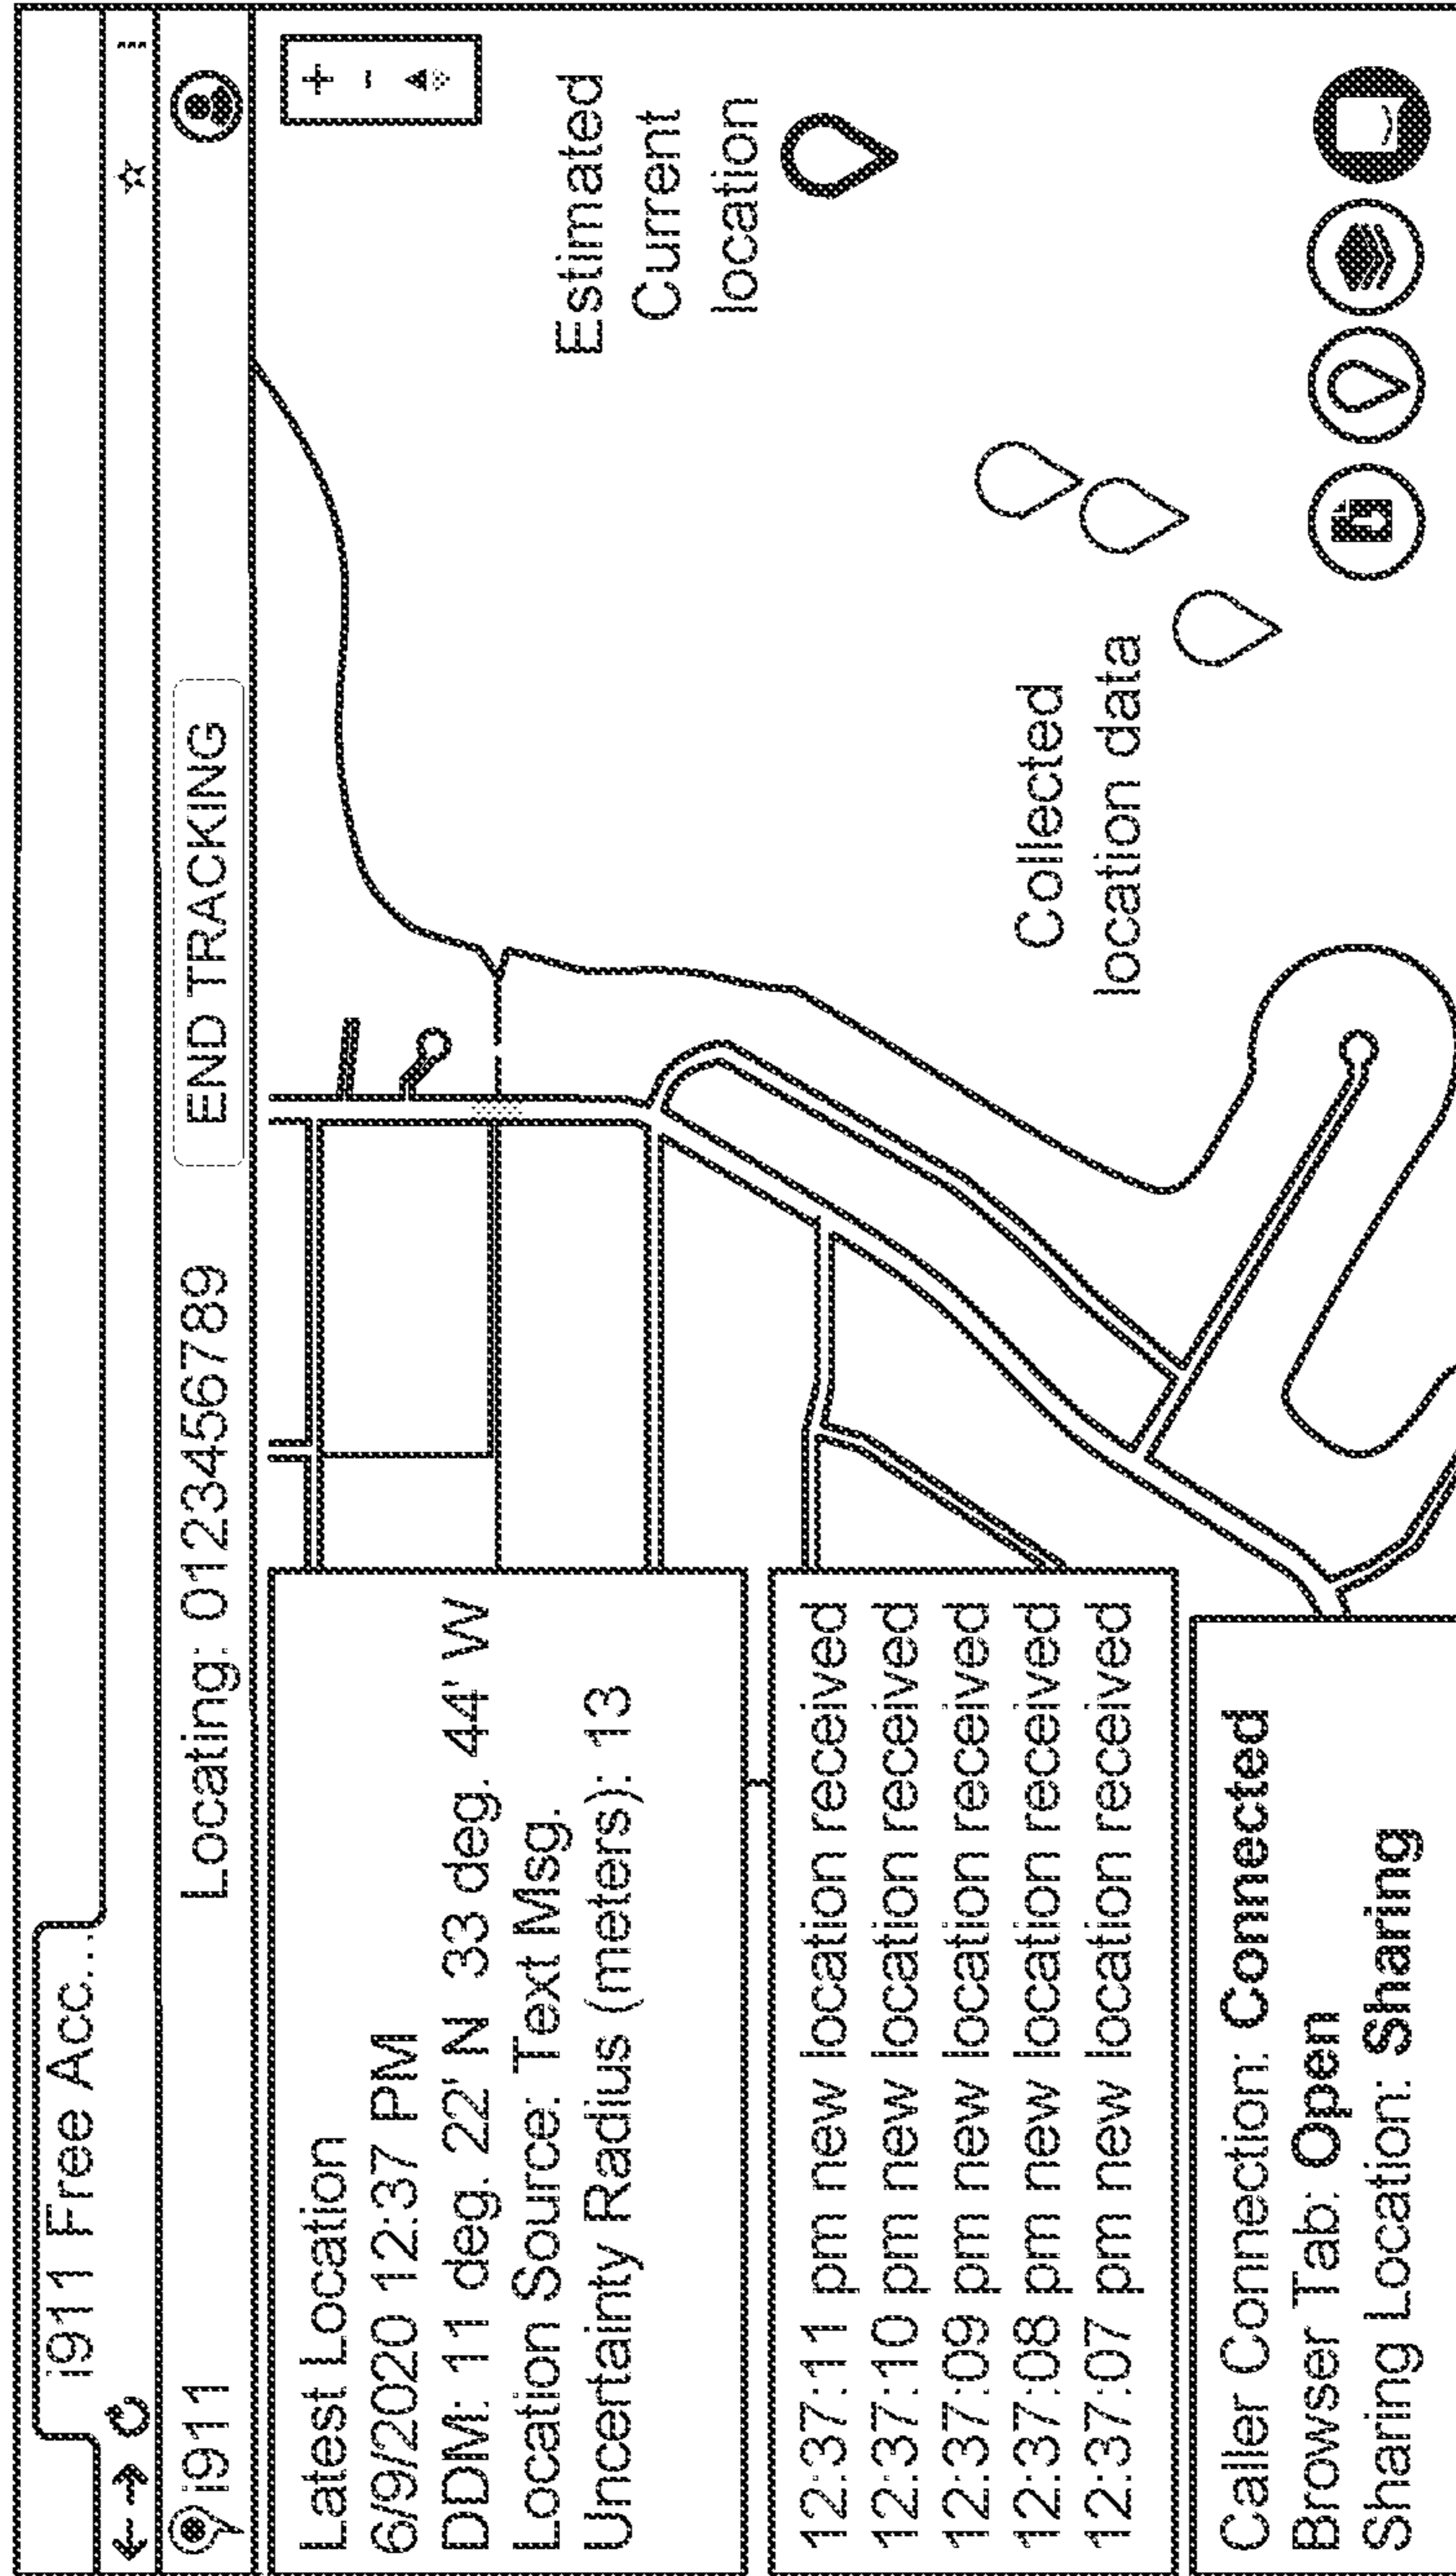 i911 Free Acc...
i911
Locating: 0123456789
END TRACKING
Latest Location
6/9/2020 12:37 PM
DDM: 11 deg. 22' N 33 deg. 44' W
Location Source: Text Msg.
Uncertainty Radius (meters): 13
12:37:11 pm new location received
12:37:10 pm new location received
12:37:09 pm new location received
12:37:08 pm new location received
12:37:07 pm new location received
Caller Connection: Connected
Browser Tab: Open
Sharing Location: Sharing
+
-
Estimated
Current
location
Collected
location data